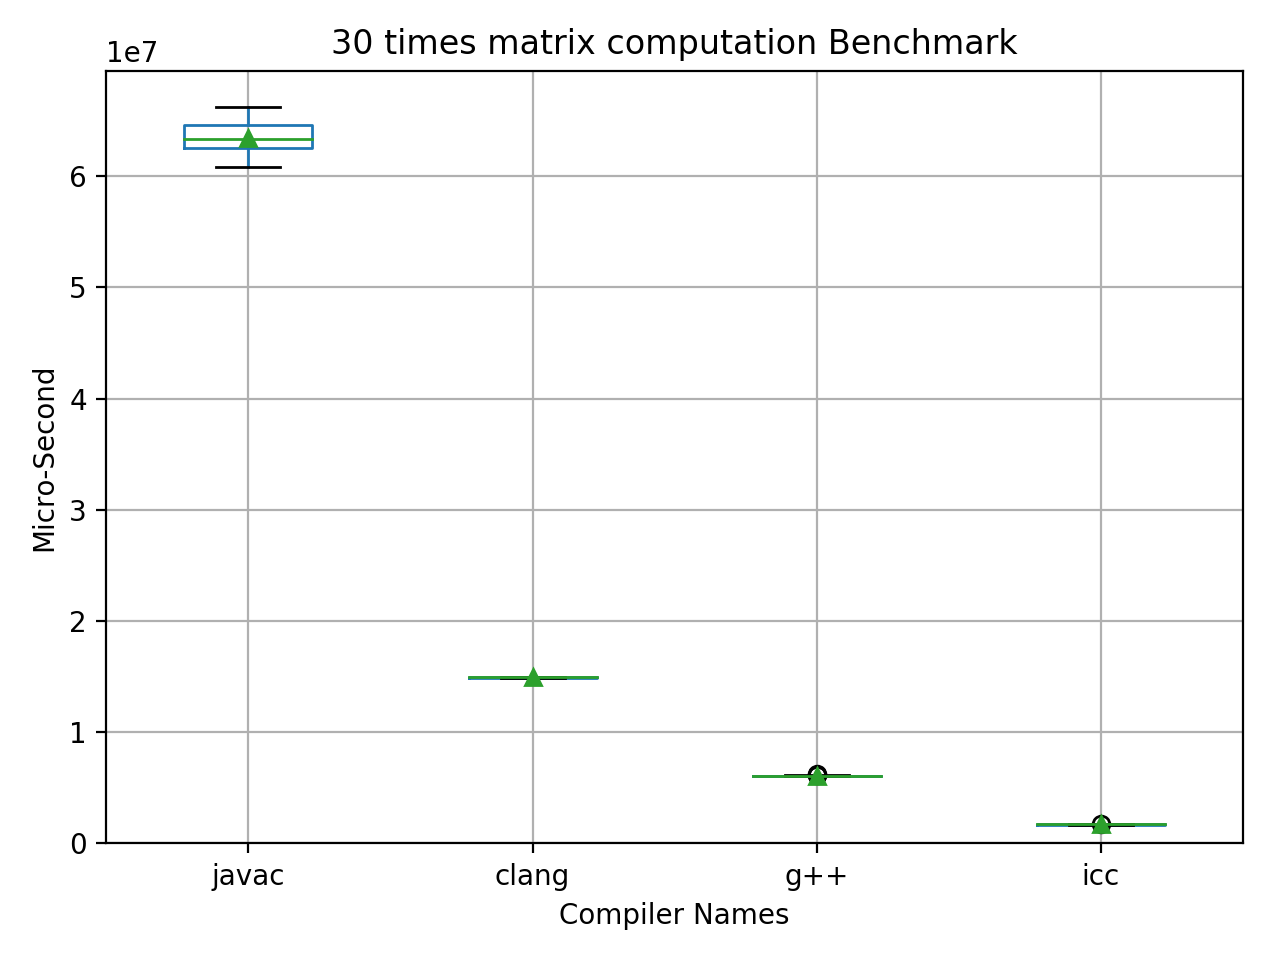 30 times matrix computation Benchmark
1e7
6
5
4
3
2
1
0
Micro-Second
javac clang g++ icc
Compiler Names